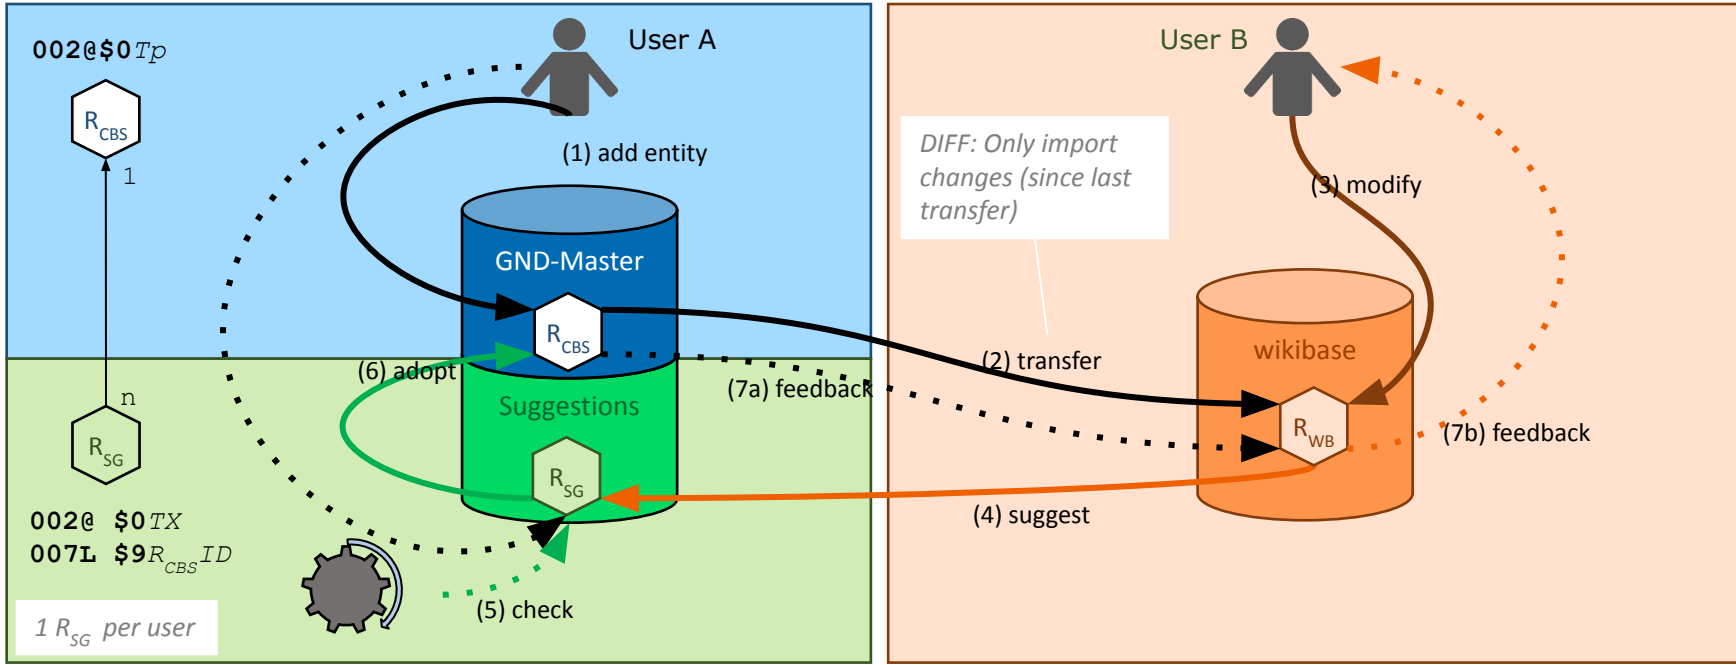 002@$0Tp
R_CBS
1
n
R_SG
002@ $0TX
007L $9R_CBS ID
1 R_SG per user
User A
(1) add entity
GND-Master
R_CBS
(6) adopt
Suggestions
R_SG
(5) check
(7a) feedback
(2) transfer
(4) suggest
DIFF: Only import
changes (since last
transfer)
User B
(3) modify
wikibase
R_WB
(7b) feedback